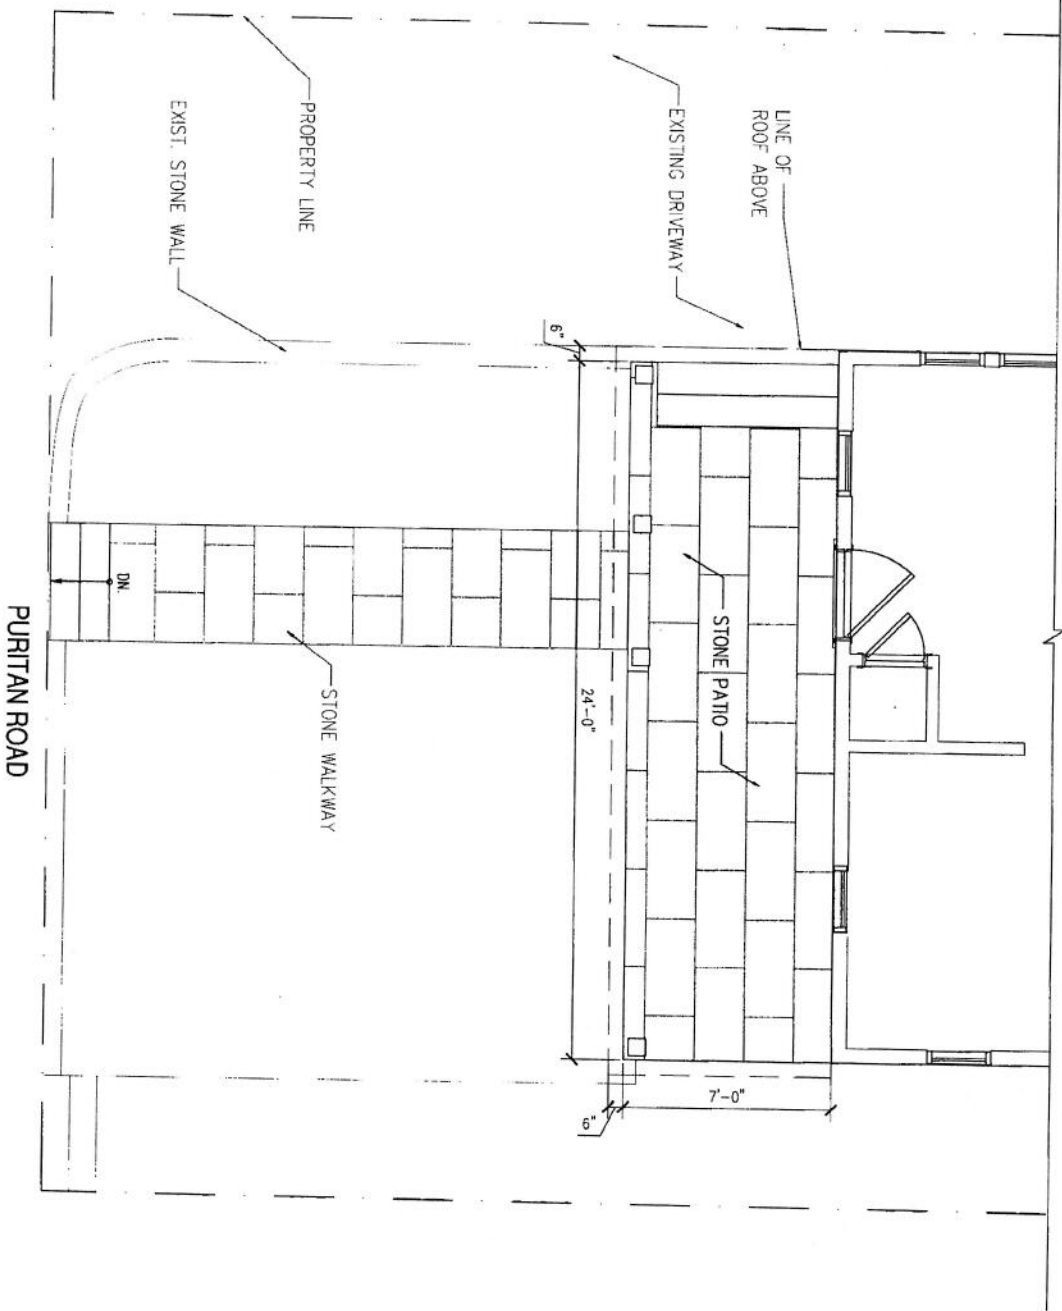 LINE OF
ROOF ABOVE
EXISTING DRIVEWAY
PROPERTY LINE
EXIST. STONE WALL
6"
STONE PATIO
24'-0"
DN.
STONE WALKWAY
7'-0"
6"
PURITAN ROAD